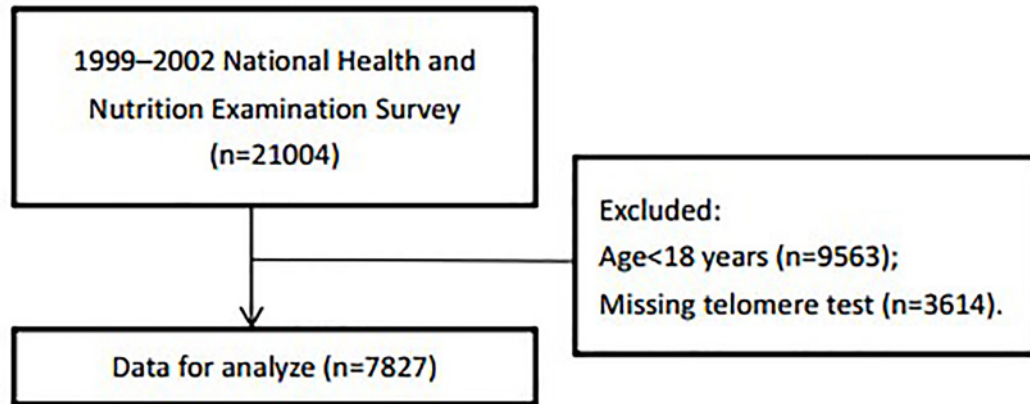 1999–2002 National Health and
Nutrition Examination Survey
(n=21004)
Excluded:
Age<18 years (n=9563);
Missing telomere test (n=3614).
Data for analyze (n=7827)